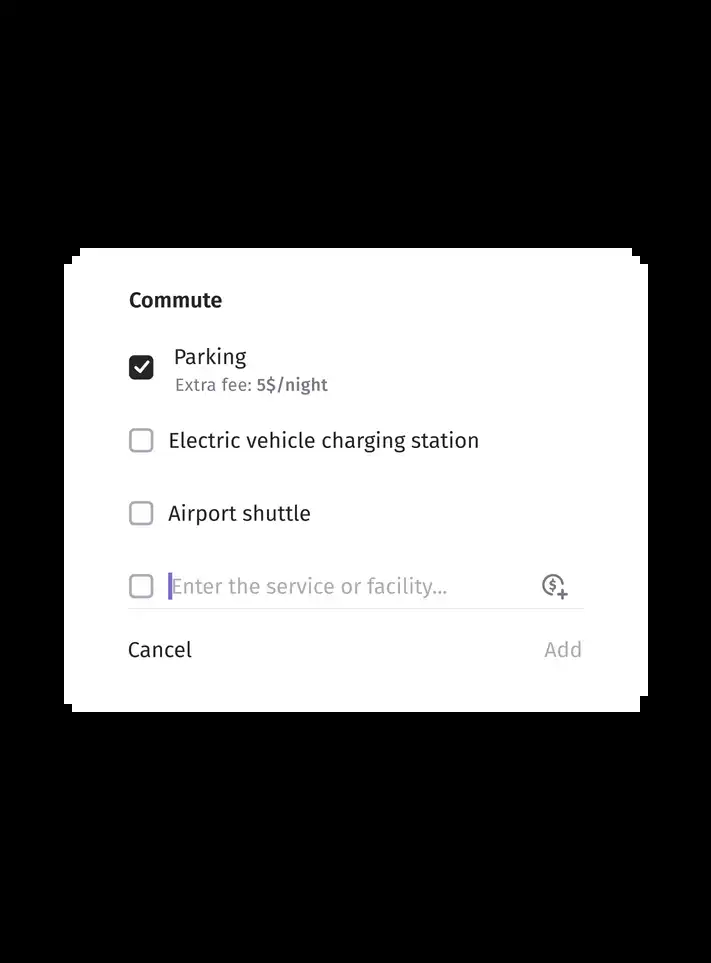 Commute
Parking
Extra fee: 5$/night
Electric vehicle charging station
Airport shuttle
Enter the service or facility...
Cancel
Add